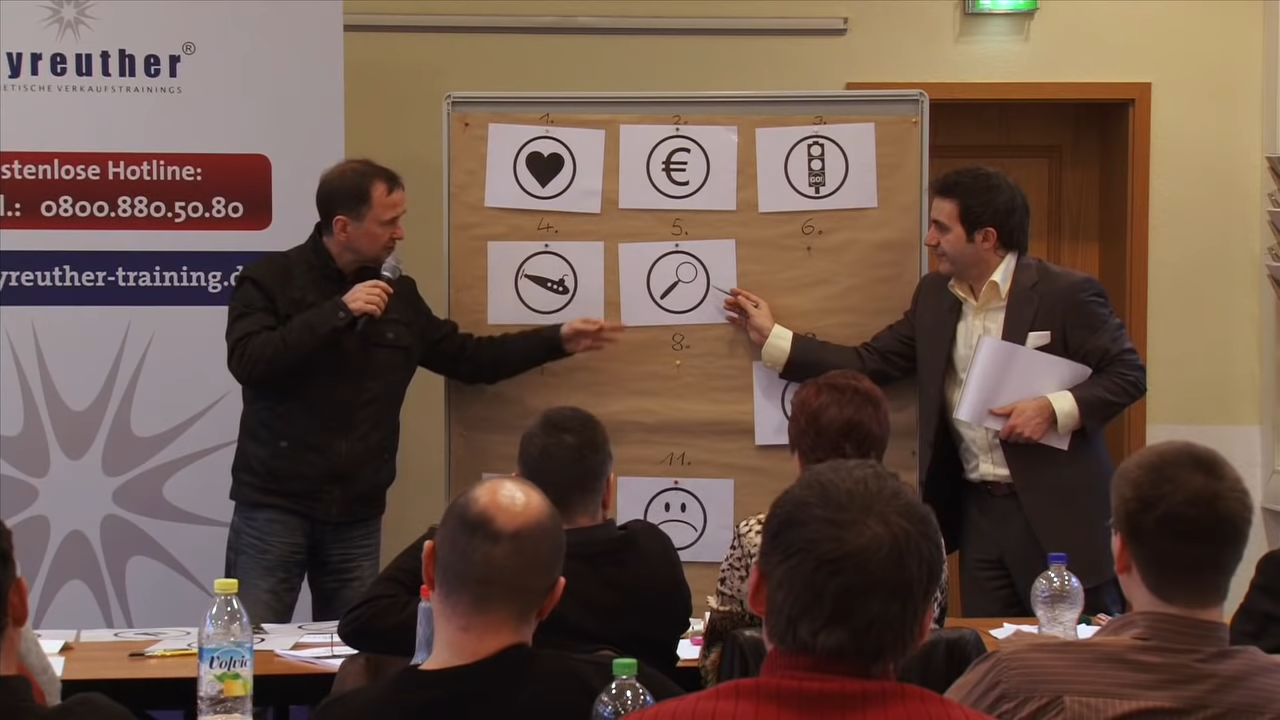 yreuther®
ETISCHE VERKAUFSTRAININGS
stenlose Hotline:
l.: 0800.880.50.80
yreuther-training.d
1. 2. 3.
€
GO!
4. 5. 6.
8.
11.
Volvic